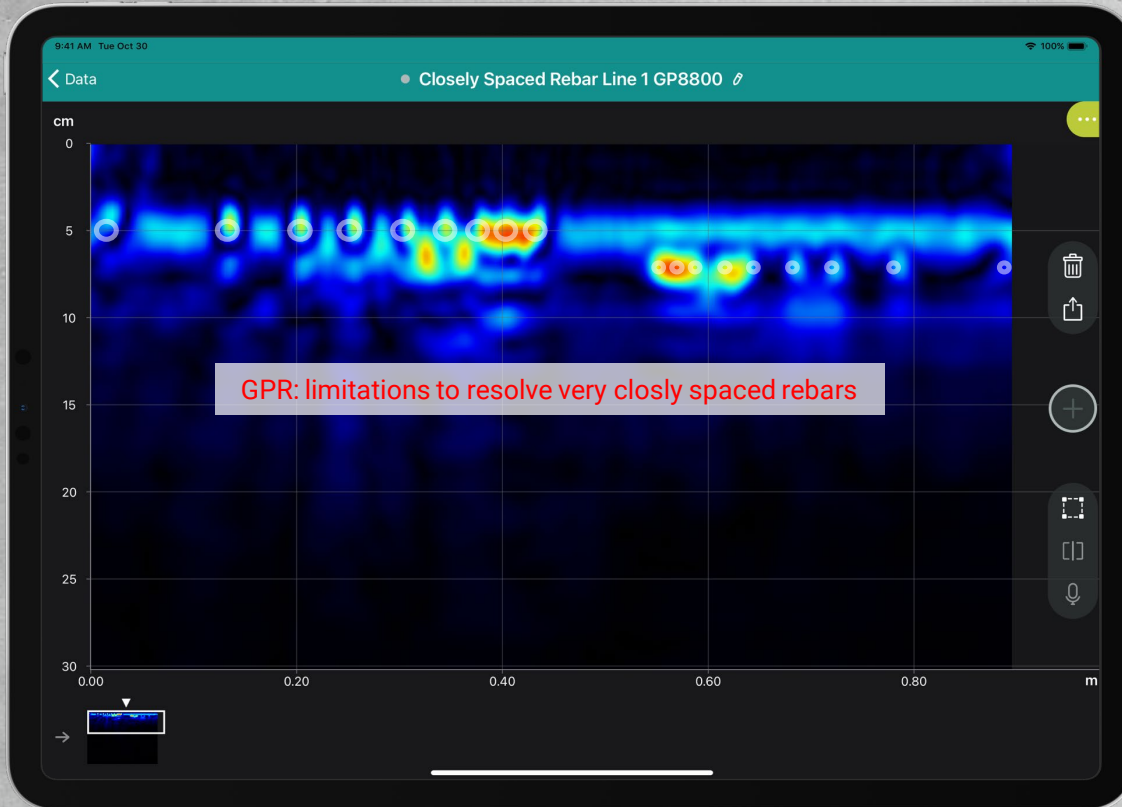 9:41 AM Tue Oct 30
100%
Data
Closely Spaced Rebar Line 1 GP8800
cm
0
5
10
GPR: limitations to resolve very closly spaced rebars
15
20
25
30
0.00 0.20 0.40 0.60 0.80 m